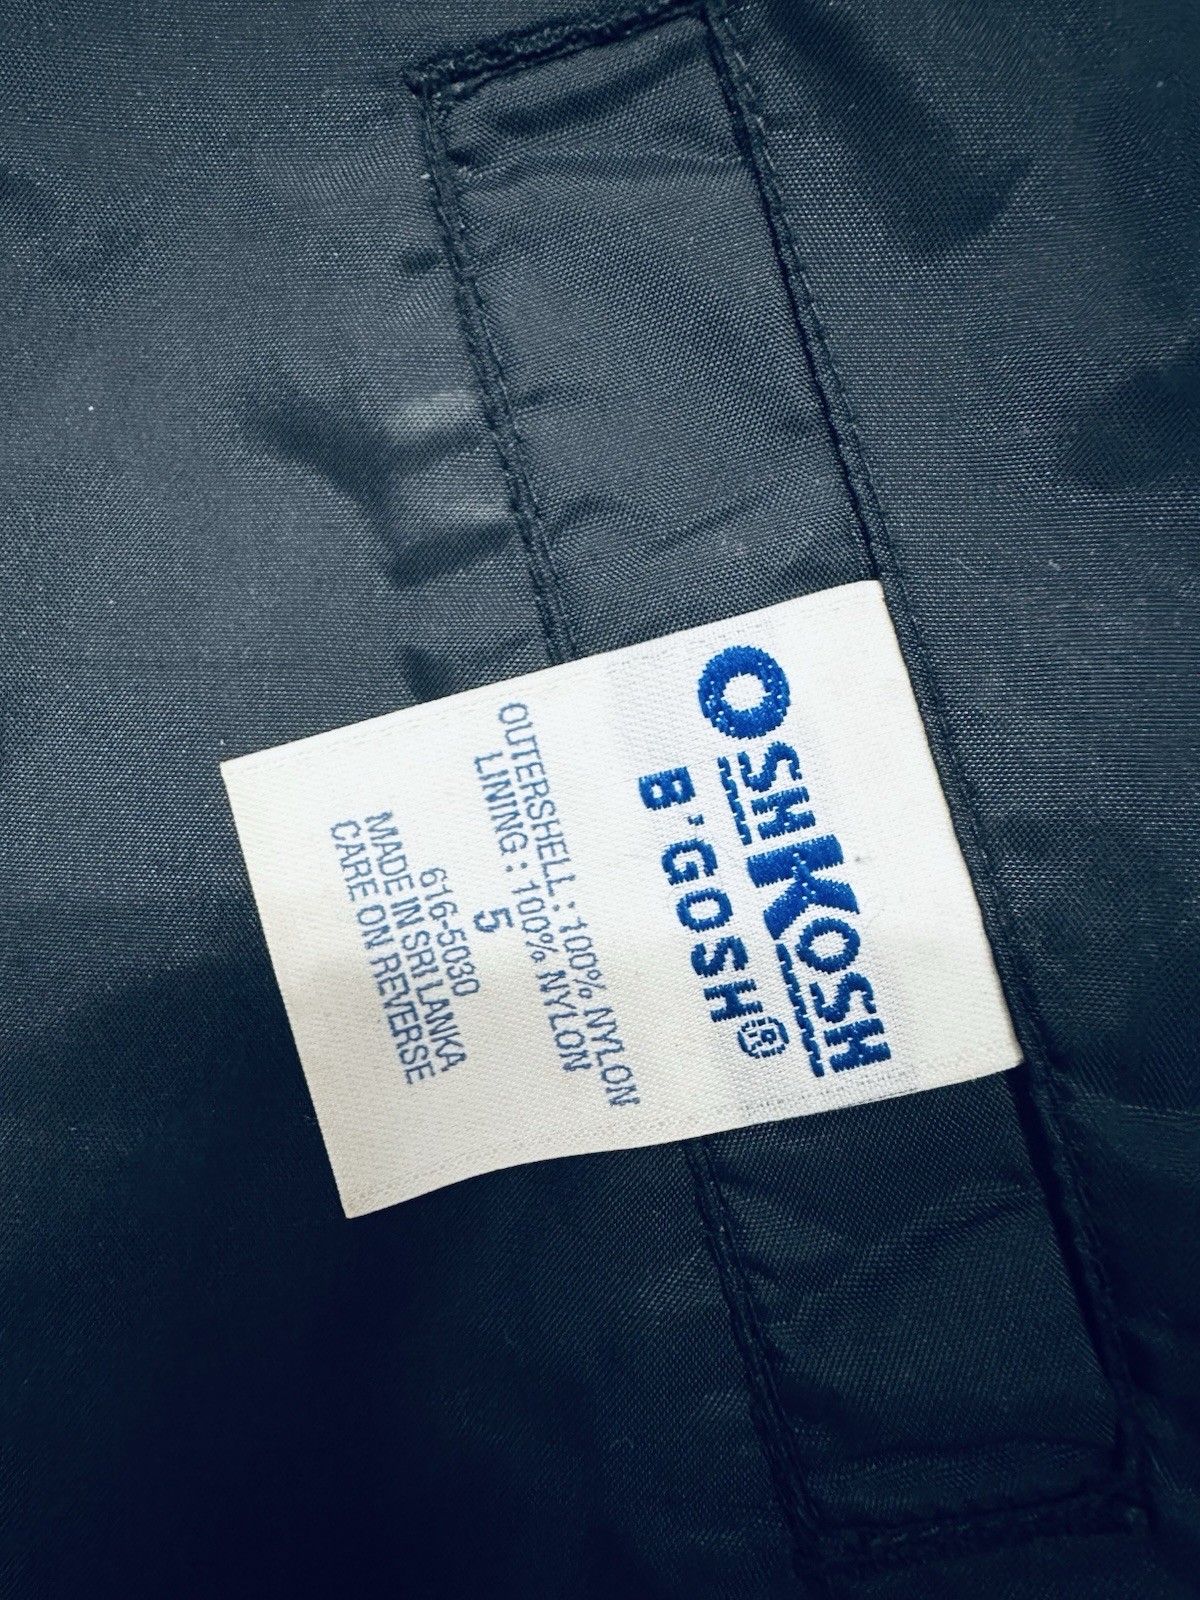 OSHKOSH
B'GOSH®
OUTERSHELL : 100% NYLON
LINING : 100% NYLON
5
616-5030
MADE IN SRI LANKA
CARE ON REVERSE